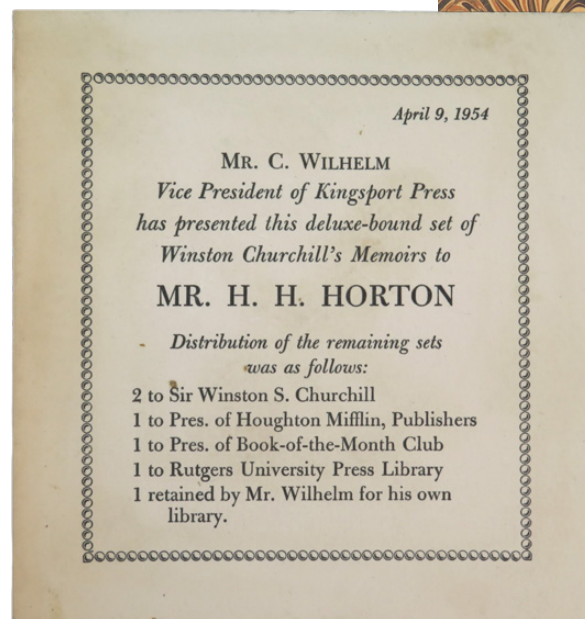 April 9, 1954
MR. C. WILHELM
Vice President of Kingsport Press
has presented this deluxe-bound set of
Winston Churchill's Memoirs to
MR. H. H. HORTON
Distribution of the remaining sets
was as follows:
2 to Sir Winston S. Churchill
1 to Pres. of Houghton Mifflin, Publishers
1 to Pres. of Book-of-the-Month Club
1 to Rutgers University Press Library
1 retained by Mr. Wilhelm for his own
library.